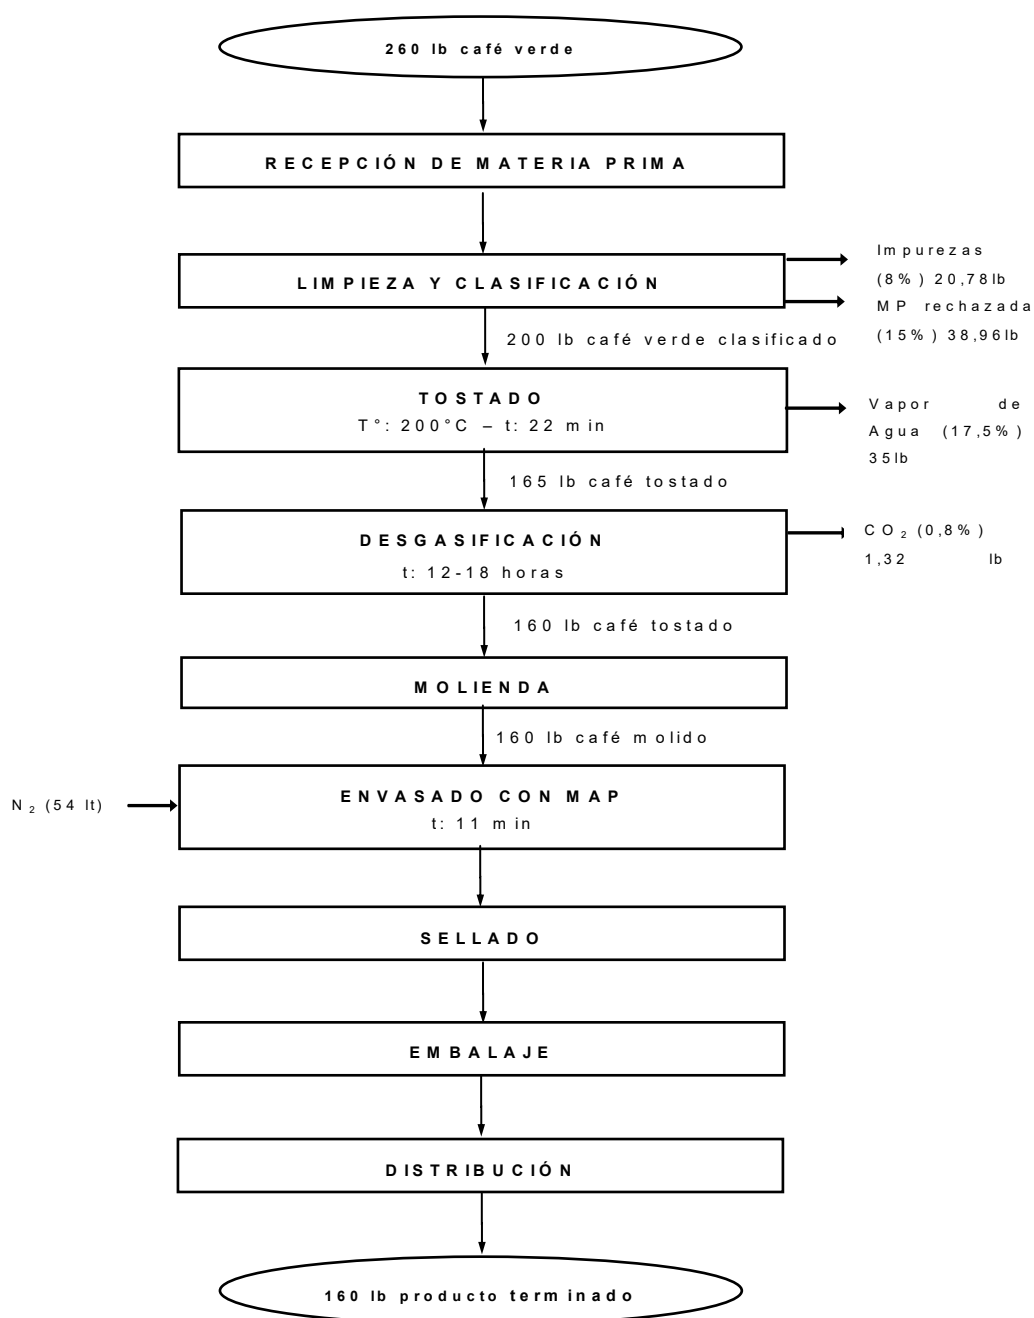 260 lb café verde
RECEPCIÓN DE MATERIA PRIMA
Impurezas
(8%) 20,78lb
LIMPIEZA Y CLASIFICACIÓN
MP rechazada
(15%) 38,96lb
200 lb café verde clasificado
TOSTADO
T°: 200°C – t: 22 min
Vapor de
Agua (17,5%)
35lb
165 lb café tostado
DESGASIFICACIÓN
t: 12-18 horas
CO₂ (0,8%)
1,32 lb
160 lb café tostado
MOLIENDA
160 lb café molido
N₂ (54 lt)
ENVASADO CON MAP
t: 11 min
SELLADO
EMBALAJE
DISTRIBUCIÓN
160 lb producto terminado